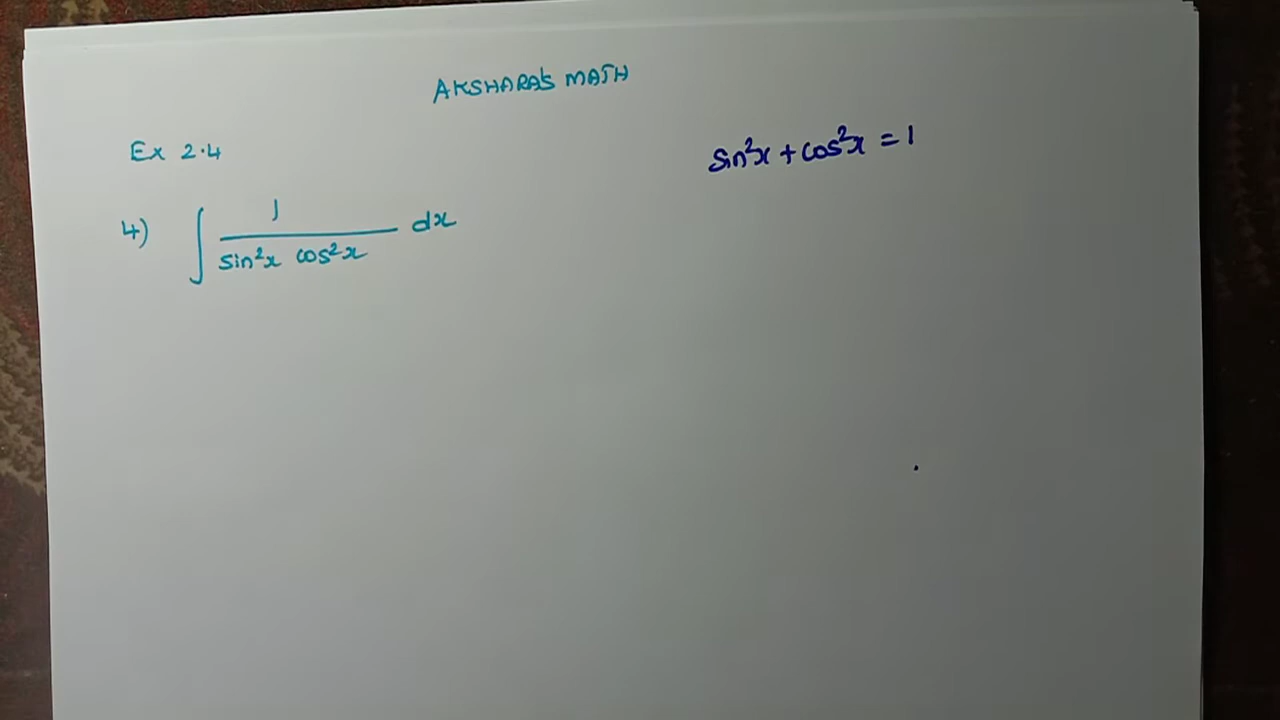 AKSHARA'S MATH
Ex 2.4
sin²x + cos²x = 1
4) ∫ 1 / (sin²x cos²x) dx